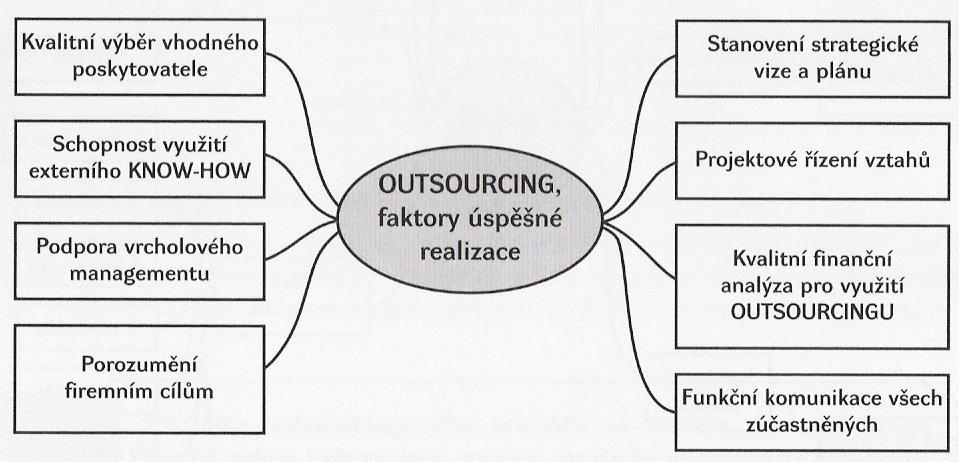 Kvalitní výběr vhodného
poskytovatele
Schopnost využití
externího KNOW-HOW
Podpora vrcholového
managementu
Porozumění
firemním cílům
OUTSOURCING,
faktory úspěšné
realizace
Stanovení strategické
vize a plánu
Projektové řízení vztahů
Kvalitní finanční
analýza pro využití
OUTSOURCINGU
Funkční komunikace všech
zúčastněných